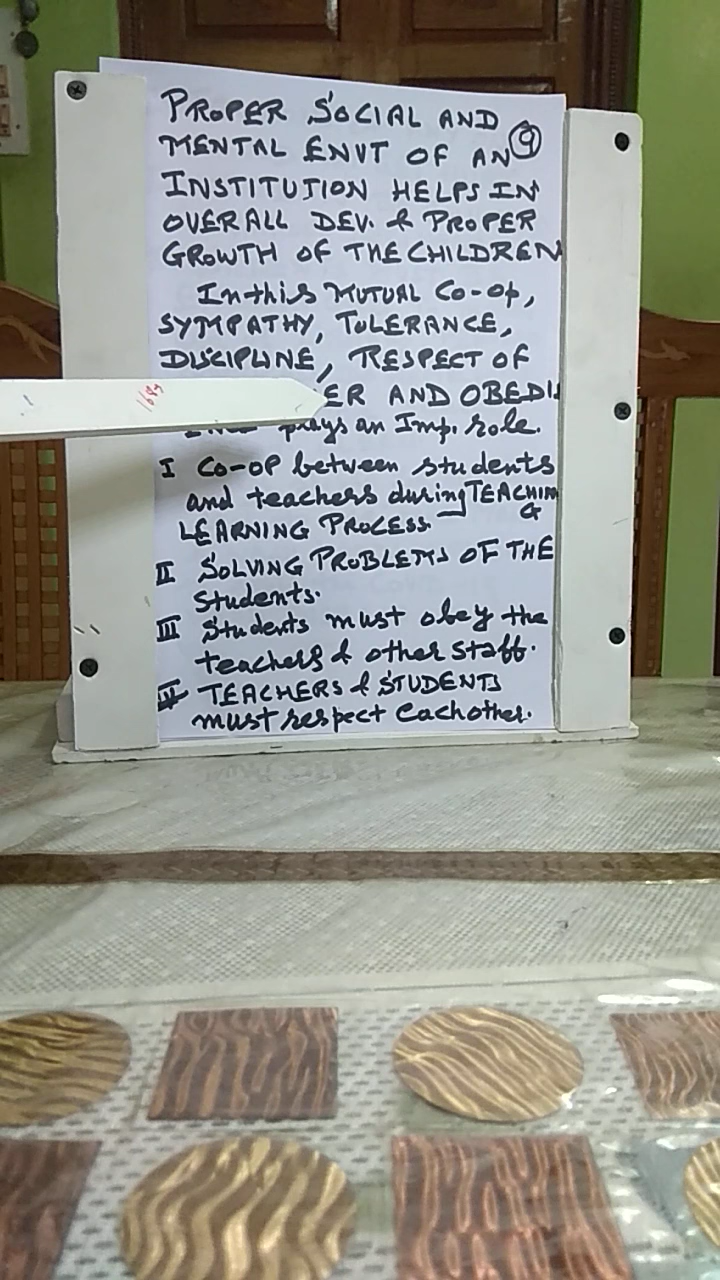 PROPER SOCIAL AND
MENTAL ENVT OF AN 9
INSTITUTION HELPS IN
OVERALL DEV. & PROPER
GROWTH OF THE CHILDREN
In this MUTUAL Co-op,
SYMPATHY, TOLERANCE,
DISCIPLINE, RESPECT OF
ER AND OBEDI
plays an Imp. role.
I Co-oP between students
and teachers during TEACHING
&
LEARNING PROCESS.
II SOLVING PROBLEMS OF THE
Students.
III Students must obey the
teachers & other staff.
IV TEACHERS & STUDENTS
must respect Eachother.